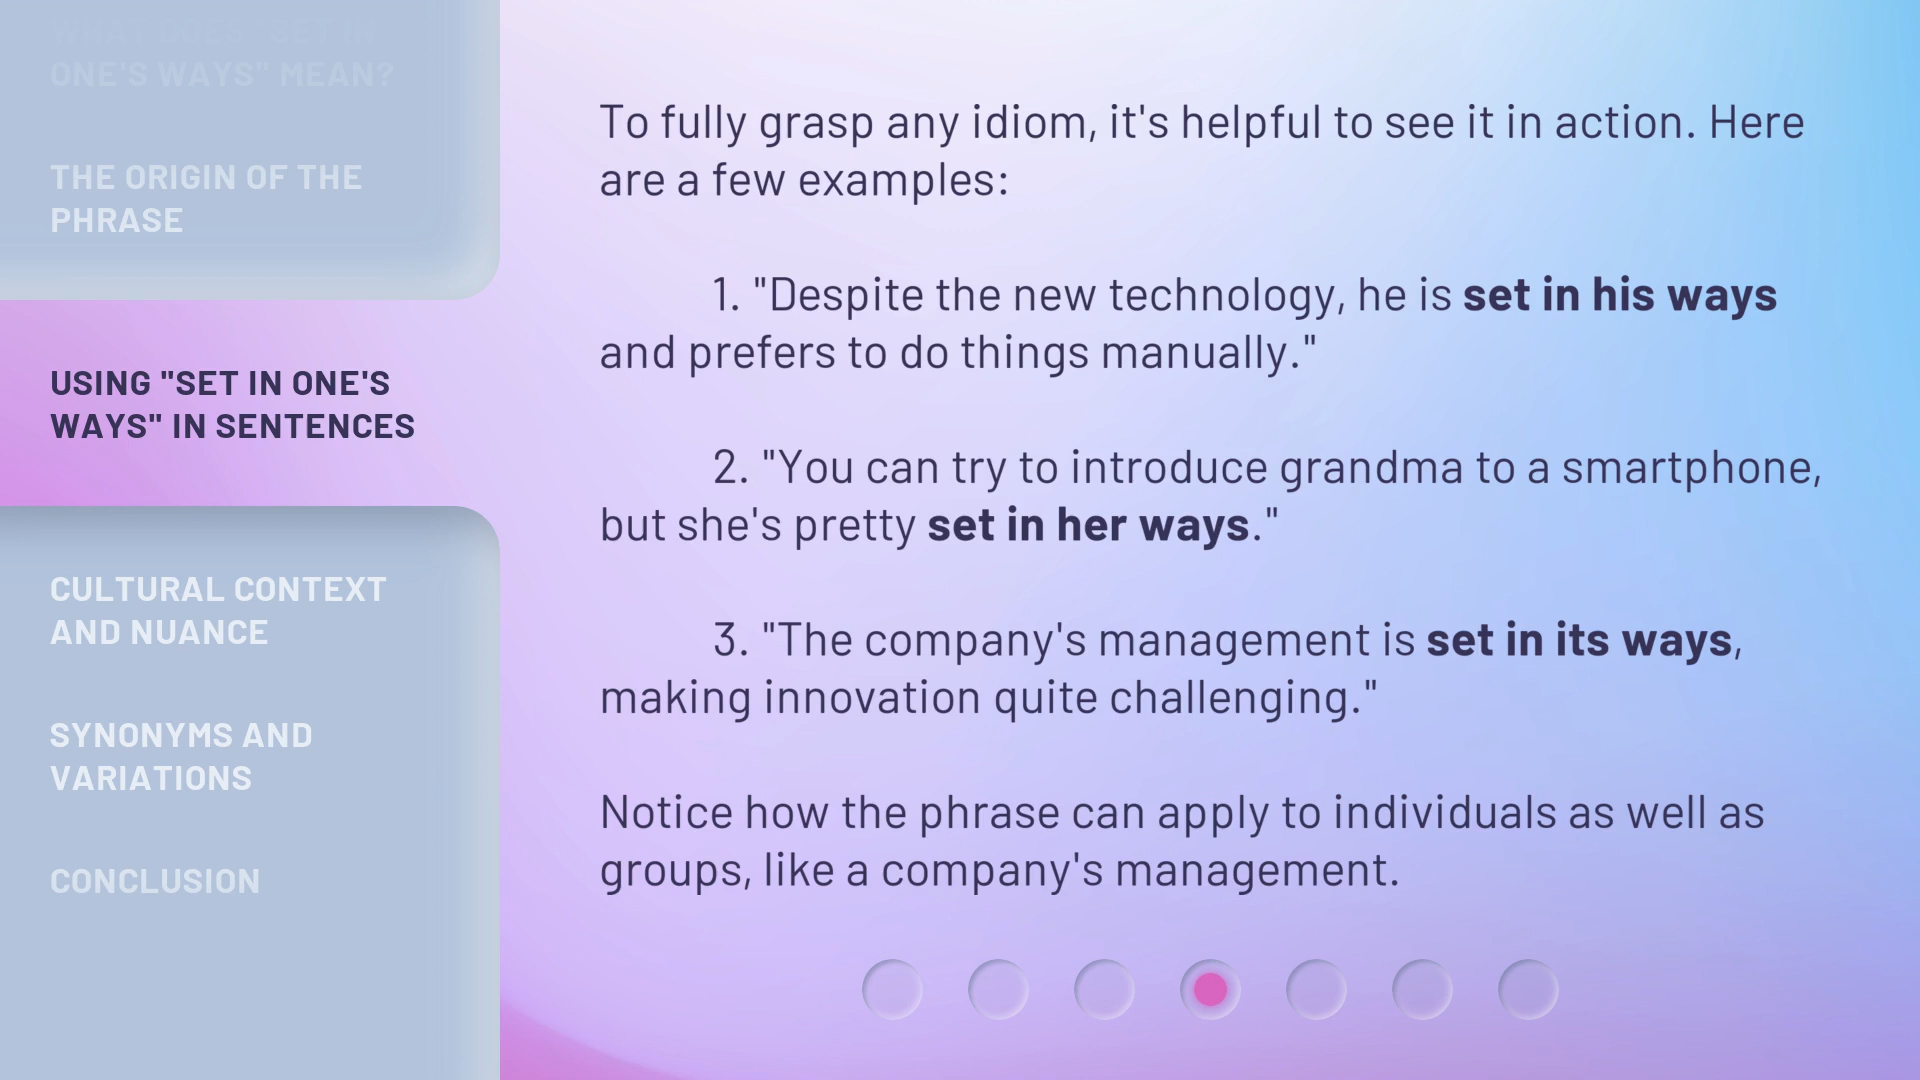 WHAT DOES "SET IN
ONE'S WAYS" MEAN?
THE ORIGIN OF THE
PHRASE
USING "SET IN ONE'S
WAYS" IN SENTENCES
CULTURAL CONTEXT
AND NUANCE
SYNONYMS AND
VARIATIONS
CONCLUSION
To fully grasp any idiom, it's helpful to see it in action. Here
are a few examples:
1. "Despite the new technology, he is set in his ways
and prefers to do things manually."
2. "You can try to introduce grandma to a smartphone,
but she's pretty set in her ways."
3. "The company's management is set in its ways,
making innovation quite challenging."
Notice how the phrase can apply to individuals as well as
groups, like a company's management.